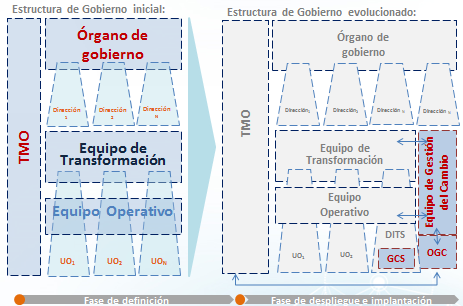 Estructura de Gobierno inicial:
Estructura de Gobierno evolucionado:
TMO
Órgano de
gobierno
Dirección
1
Dirección
2
Dirección
N
Equipo de
Transformación
Equipo Operativo
UO1
UO2
UON
TMO
Órgano de
gobierno
Dirección1
Dirección2
Dirección N
Dirección N
Equipo de
Transformación
Equipo
Operativo
UO1
UO2
DITS
GCS
Equipo de Gestión
del Cambio
OGC
Fase de definición
Fase de despliegue e implantación